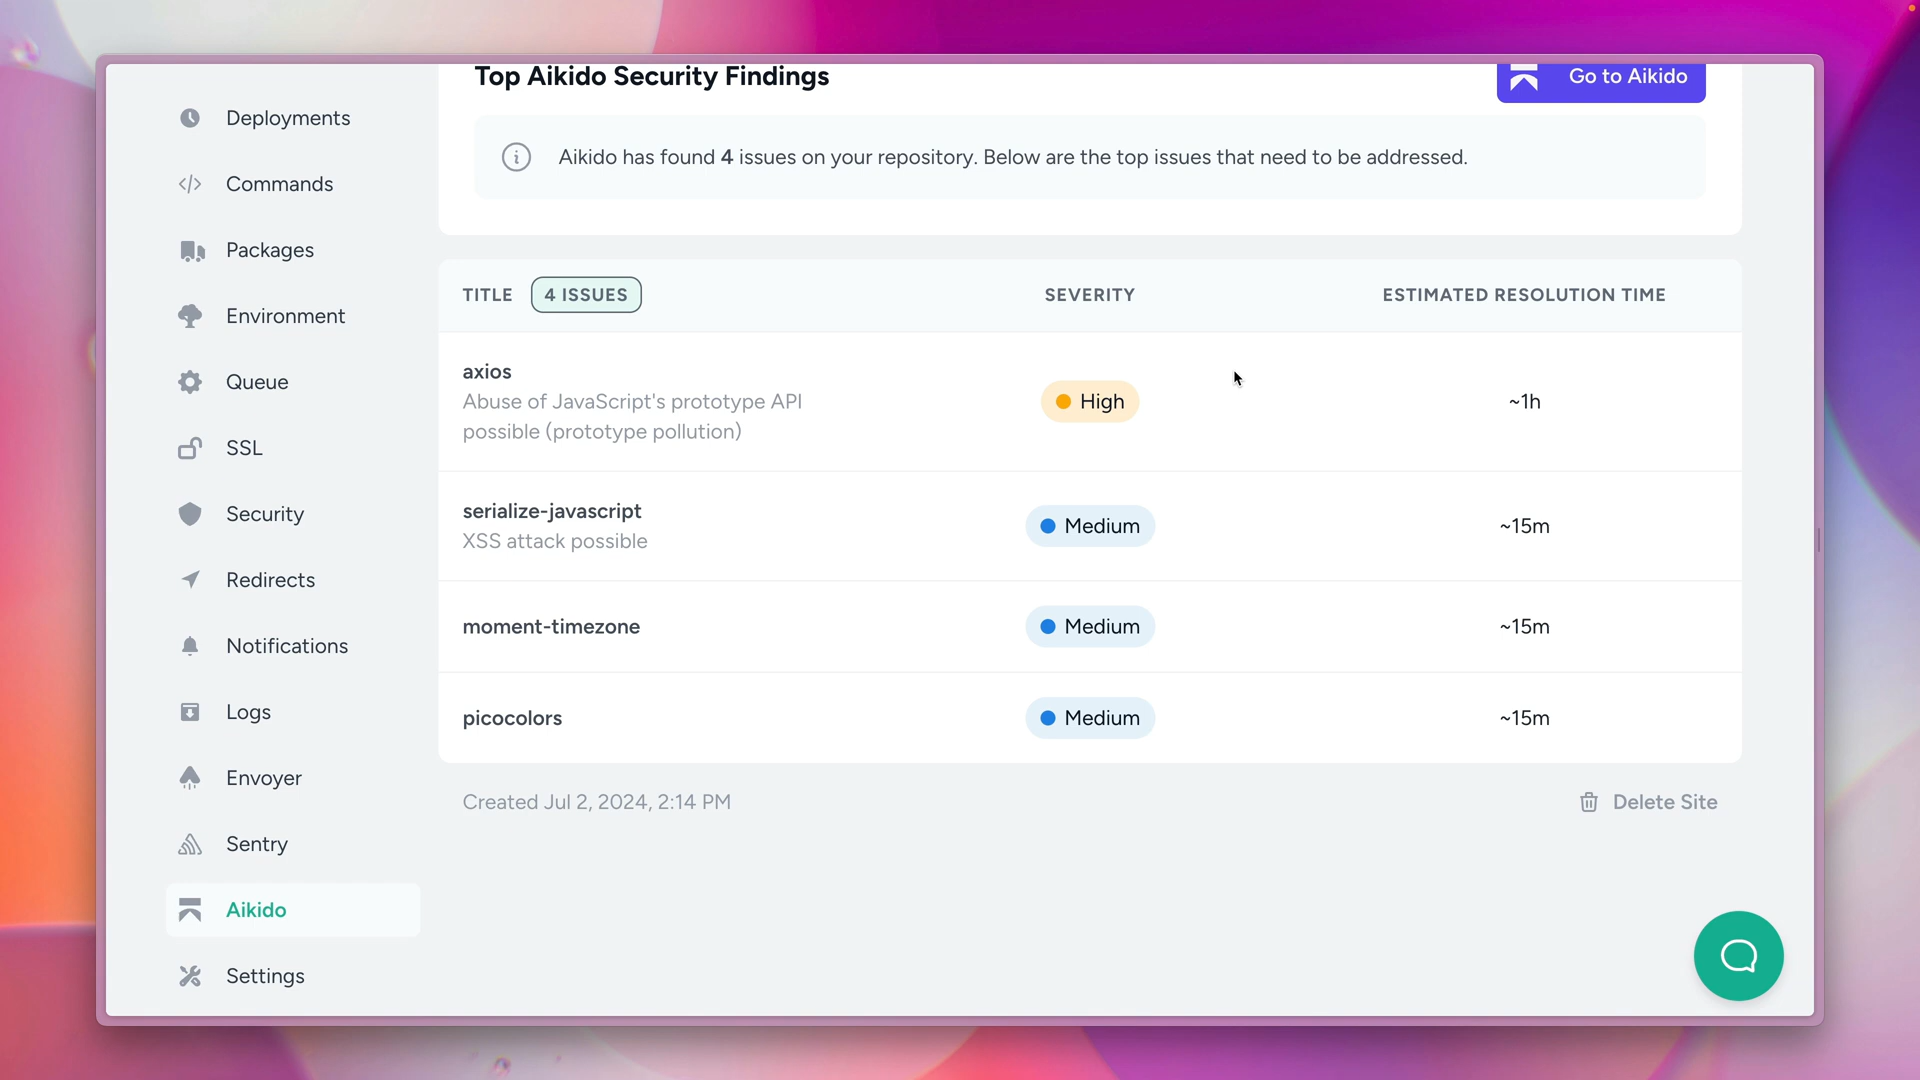 Top Aikido Security Findings
Go to Aikido
Aikido has found 4 issues on your repository. Below are the top issues that need to be addressed.
Deployments
Commands
Packages
Environment
Queue
SSL
Security
Redirects
Notifications
Logs
Envoyer
Sentry
Aikido
Settings
TITLE 4 ISSUES SEVERITY ESTIMATED RESOLUTION TIME
axios
Abuse of JavaScript's prototype API
possible (prototype pollution)
High ~1h
serialize-javascript
XSS attack possible
Medium ~15m
moment-timezone Medium ~15m
picocolors Medium ~15m
Created Jul 2, 2024, 2:14 PM
Delete Site